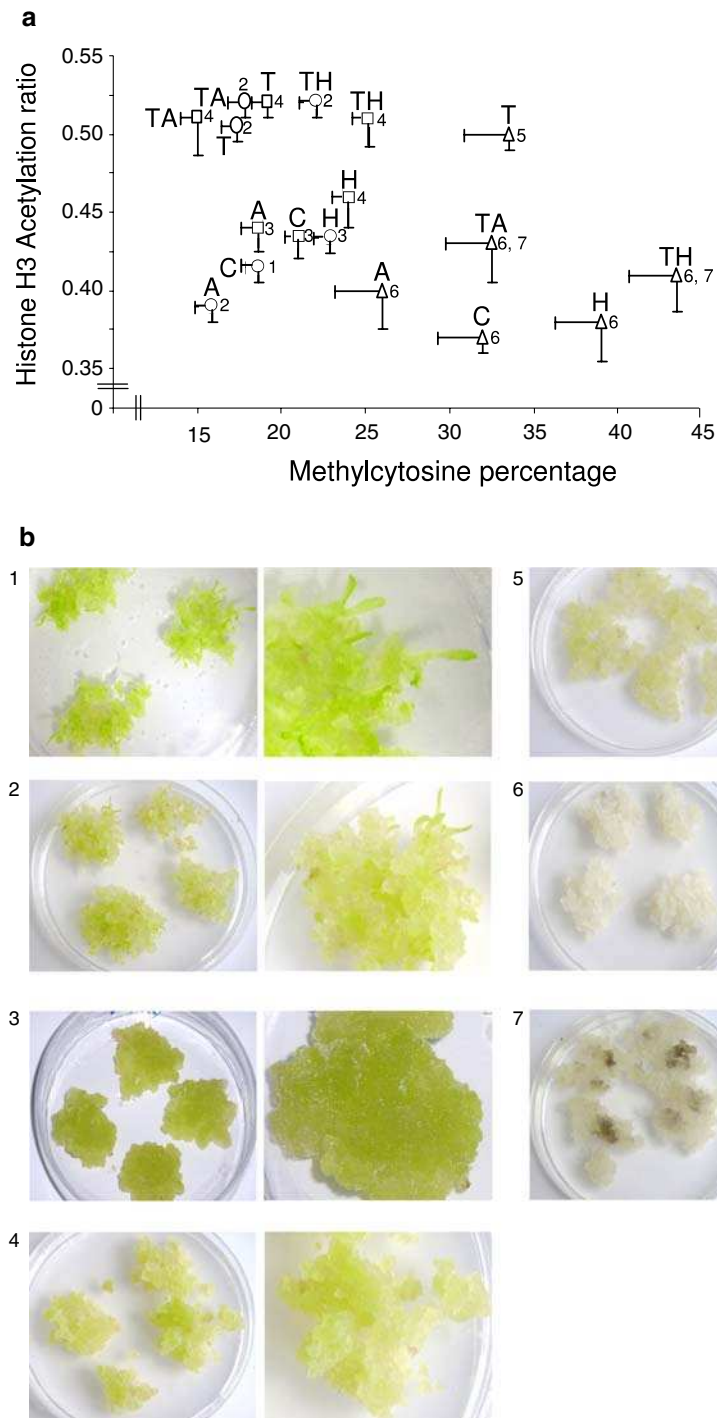 a
Histone H3 Acetylation ratio
0.55
0.50
0.45
0.40
0.35
0
TA 4
TA 2
T 2
T 4
TH 2
TH 4
T 5
A 3
C 3
H 3
H 4
C 1
A 2
TA 6, 7
A 6
C 6
H 6
TH 6, 7
15 20 25 30 35 40 45
Methylcytosine percentage
b
1
5
2
6
3
7
4